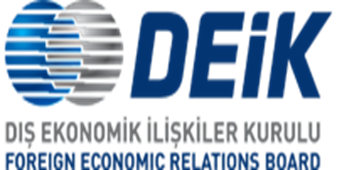 DEİK
DIŞ EKONOMİK İLİŞKİLER KURULU
FOREIGN ECONOMIC RELATIONS BOARD